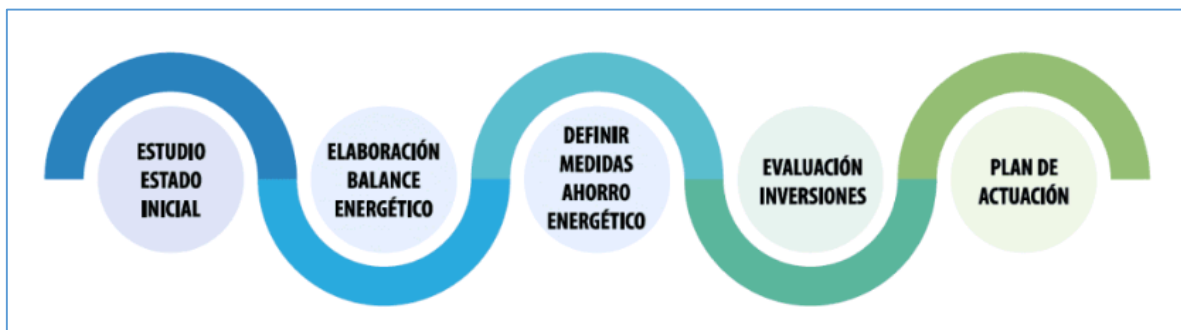 ESTUDIO
ESTADO
INICIAL
ELABORACIÓN
BALANCE
ENERGÉTICO
DEFINIR
MEDIDAS
AHORRO
ENERGÉTICO
EVALUACIÓN
INVERSIONES
PLAN DE
ACTUACIÓN